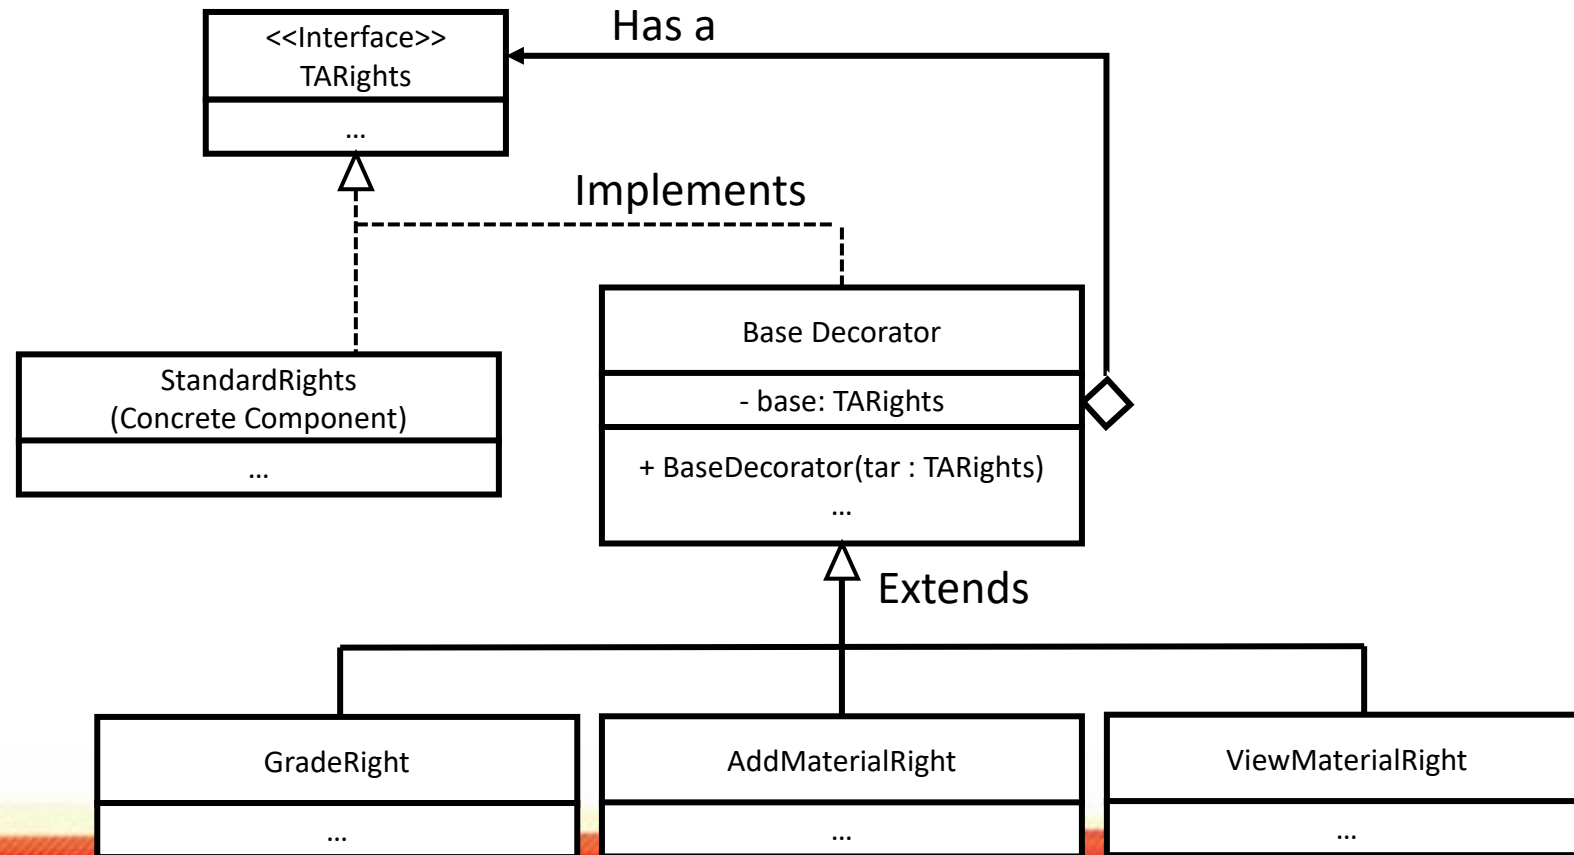 Has a
<<Interface>>
TARights
...
Implements
Base Decorator
- base: TARights
+ BaseDecorator(tar : TARights)
...
StandardRights
(Concrete Component)
...
Extends
GradeRight
...
AddMaterialRight
...
ViewMaterialRight
...